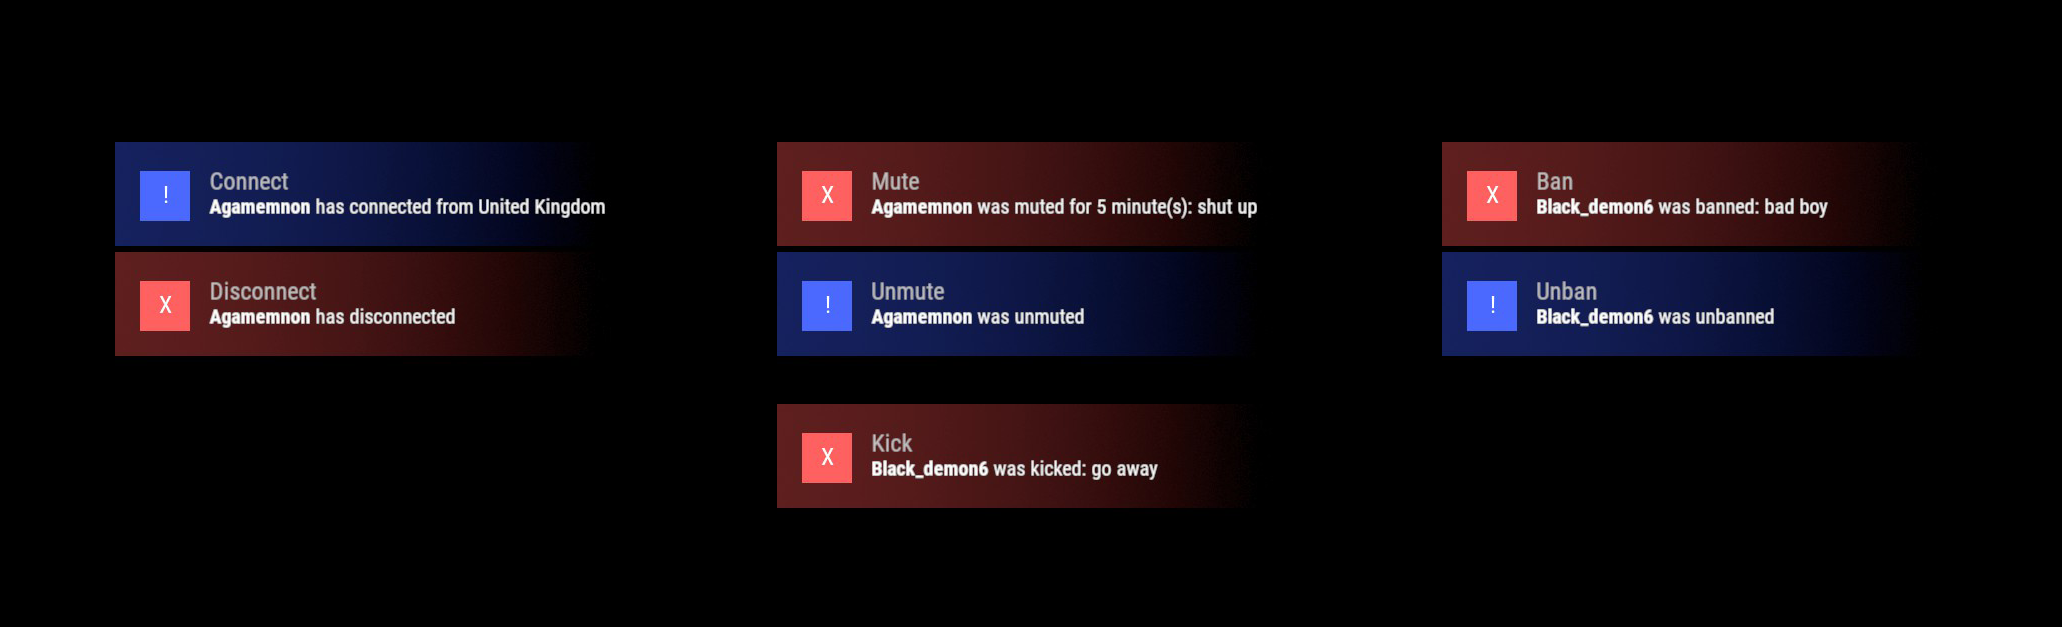 !
Connect
Agamemnon has connected from United Kingdom
X
Disconnect
Agamemnon has disconnected
X
Mute
Agamemnon was muted for 5 minute(s): shut up
!
Unmute
Agamemnon was unmuted
X
Kick
Black_demon6 was kicked: go away
X
Ban
Black_demon6 was banned: bad boy
!
Unban
Black_demon6 was unbanned